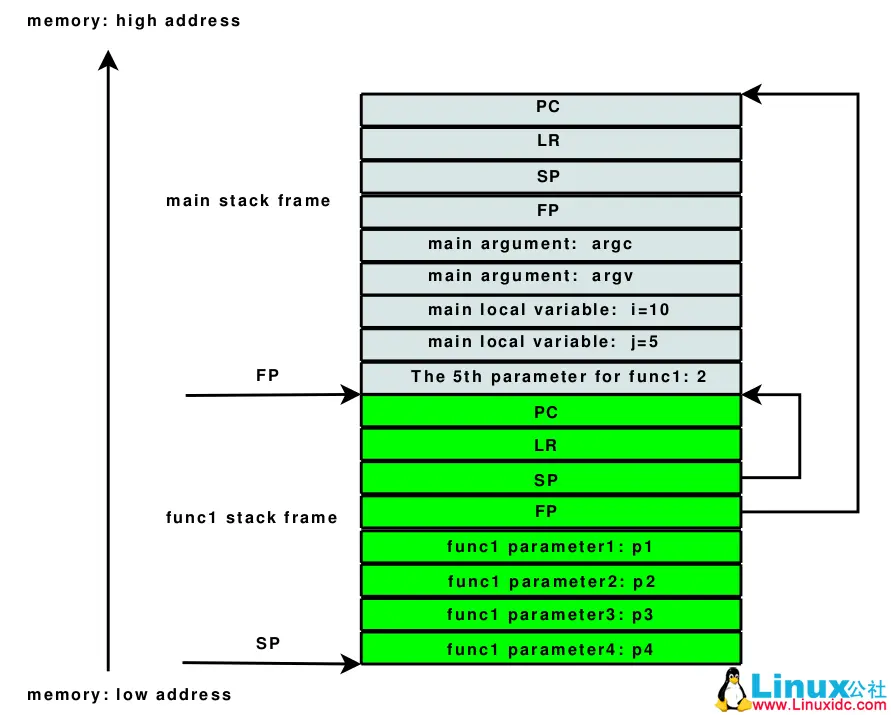 memory: high address
PC
LR
main stack frame
SP
FP
main argument: argc
main argument: argv
main local variable: i=10
main local variable: j=5
FP
The 5th parameter for func1: 2
PC
LR
SP
func1 stack frame
FP
func1 parameter1: p1
func1 parameter2: p2
func1 parameter3: p3
SP
func1 parameter4: p4
memory: low address
Linux公社
www.Linuxidc.com